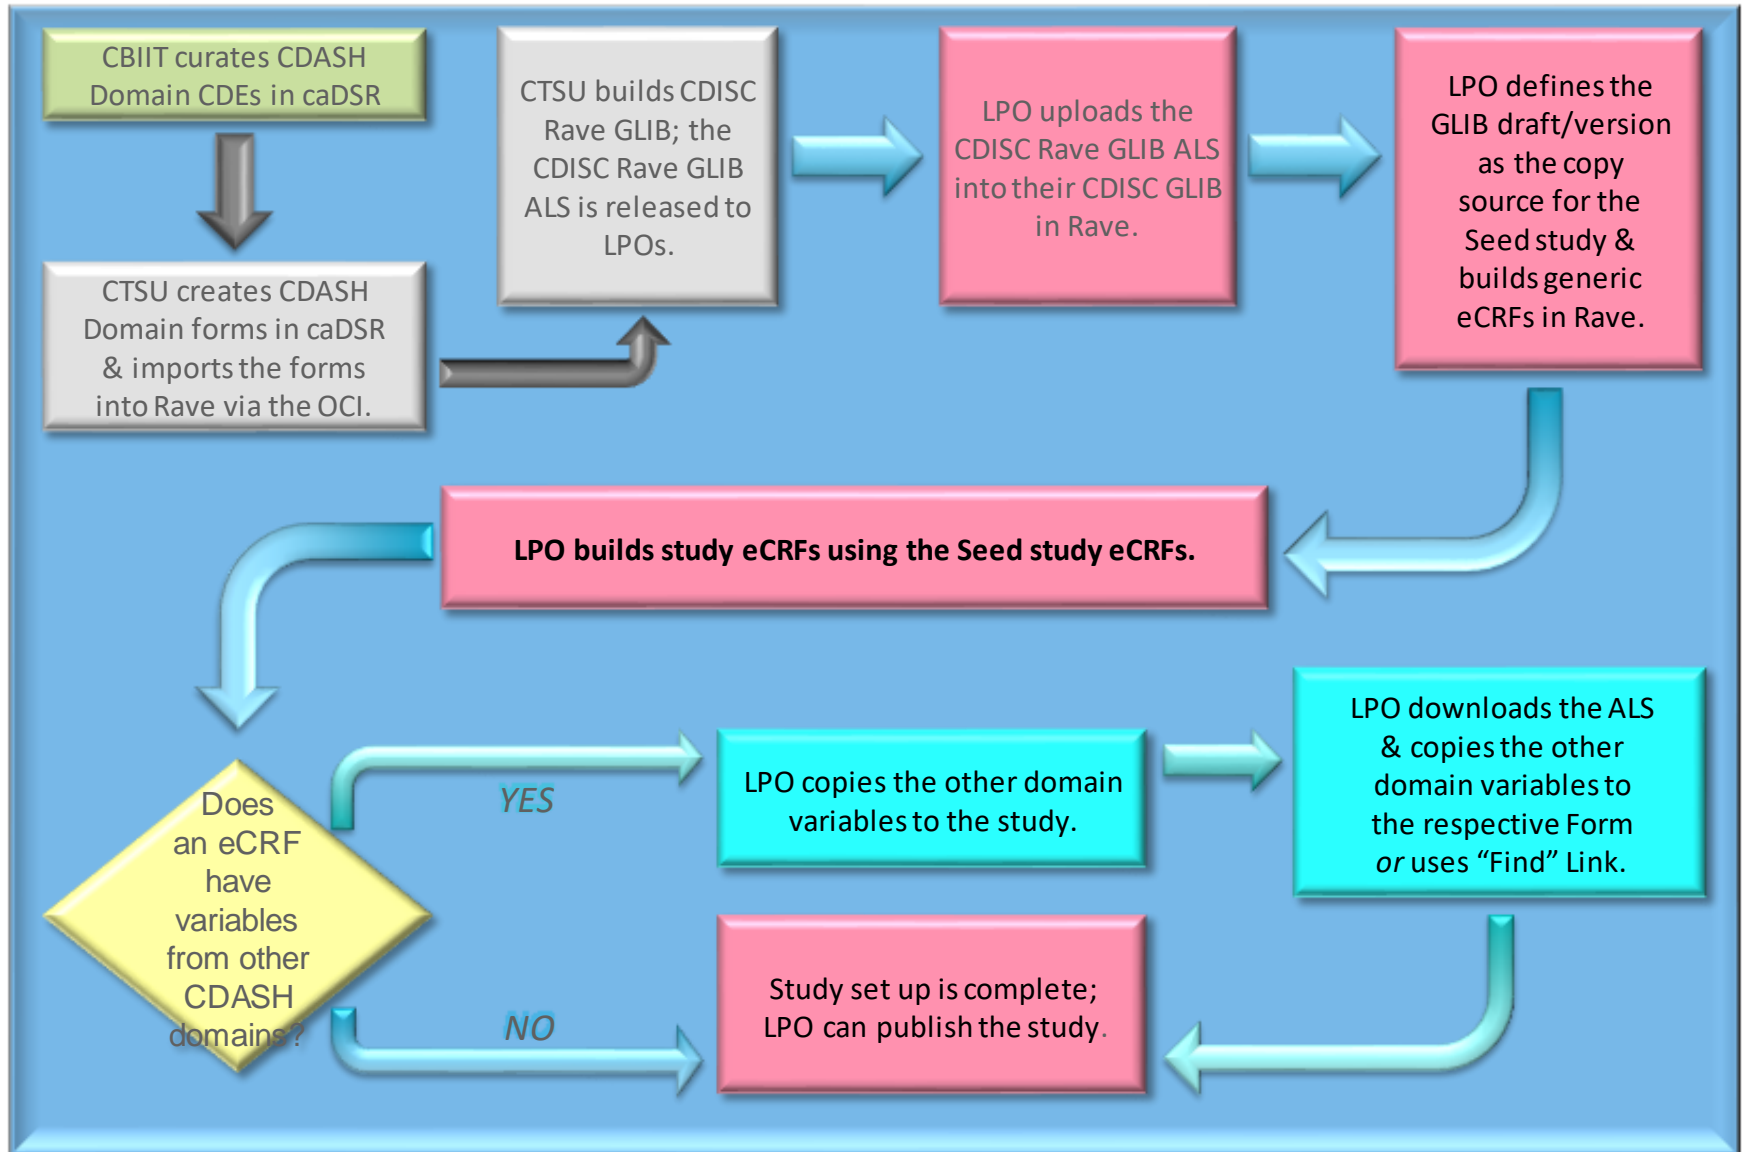 CBIIT curates CDASH
Domain CDEs in caDSR
CTSU creates CDASH
Domain forms in caDSR
& imports the forms
into Rave via the OCI.
CTSU builds CDISC
Rave GLIB; the
CDISC Rave GLIB
ALS is released to
LPOs.
LPO uploads the
CDISC Rave GLIB ALS
into their CDISC GLIB
in Rave.
LPO defines the
GLIB draft/version
as the copy
source for the
Seed study &
builds generic
eCRFs in Rave.
LPO builds study eCRFs using the Seed study eCRFs.
Does
an eCRF
have
variables
from other
CDASH
domains?
YES
LPO copies the other domain
variables to the study.
LPO downloads the ALS
& copies the other
domain variables to
the respective Form
or uses “Find” Link.
NO
Study set up is complete;
LPO can publish the study.